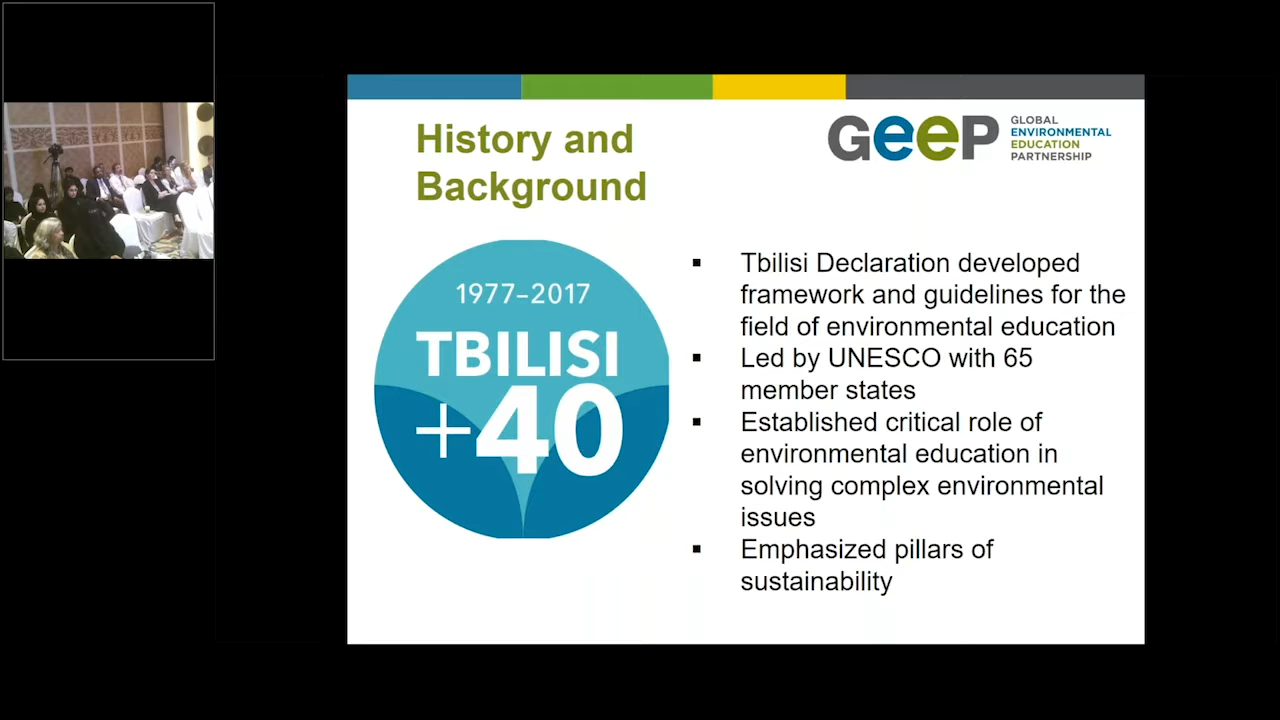 History and
Background
GEEP
GLOBAL
ENVIRONMENTAL
EDUCATION
PARTNERSHIP
1977–2017
TBILISI
+40
▪ Tbilisi Declaration developed
framework and guidelines for the
field of environmental education
▪ Led by UNESCO with 65
member states
▪ Established critical role of
environmental education in
solving complex environmental
issues
▪ Emphasized pillars of
sustainability